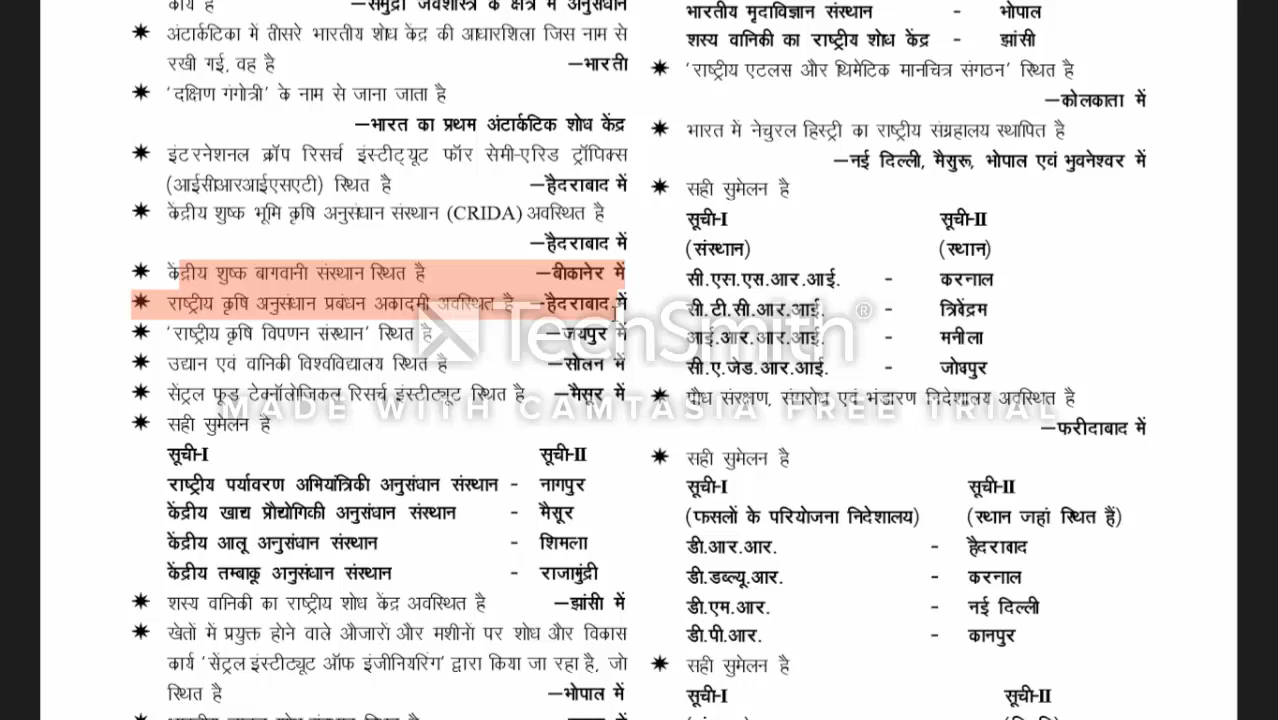 कार्य है —समुद्री जैवशास्त्र के क्षेत्र में अनुसंधान
✷ अंटार्कटिका में तीसरे भारतीय शोध केंद्र की आधारशिला जिस नाम से
रखी गई, वह है —भारती
✷ 'दक्षिण गंगोत्री' के नाम से जाना जाता है
—भारत का प्रथम अंटार्कटिक शोध केंद्र
✷ इंटरनेशनल क्रॉप रिसर्च इंस्टीट्यूट फॉर सेमी-एरिड ट्रॉपिक्स
(आईसीआरआईएसएटी) स्थित है —हैदराबाद में
✷ केंद्रीय शुष्क भूमि कृषि अनुसंधान संस्थान (CRIDA) अवस्थित है
—हैदराबाद में
✷ केंद्रीय शुष्क बागवानी संस्थान स्थित है —बीकानेर में
✷ राष्ट्रीय कृषि अनुसंधान प्रबंधन अकादमी अवस्थित है —हैदराबाद में
✷ 'राष्ट्रीय कृषि विपणन संस्थान' स्थित है —जयपुर में
✷ उद्यान एवं वानिकी विश्वविद्यालय स्थित है —सोलन में
✷ सेंट्रल फूड टेक्नॉलोजिकल रिसर्च इंस्टीट्यूट स्थित है —मैसूर में
✷ सही सुमेलन है
सूची-I सूची-II
राष्ट्रीय पर्यावरण अभियांत्रिकी अनुसंधान संस्थान - नागपुर
केंद्रीय खाद्य प्रौद्योगिकी अनुसंधान संस्थान - मैसूर
केंद्रीय आलू अनुसंधान संस्थान - शिमला
केंद्रीय तम्बाकू अनुसंधान संस्थान - राजामुंद्री
✷ शस्य वानिकी का राष्ट्रीय शोध केंद्र अवस्थित है —झांसी में
✷ खेतों में प्रयुक्त होने वाले औजारों और मशीनों पर शोध और विकास
कार्य 'सेंट्रल इंस्टीट्यूट ऑफ इंजीनियरिंग' द्वारा किया जा रहा है, जो
स्थित है —भोपाल में
भारतीय मृदाविज्ञान संस्थान - भोपाल
शस्य वानिकी का राष्ट्रीय शोध केंद्र - झांसी
✷ 'राष्ट्रीय एटलस और थिमेटिक मानचित्र संगठन' स्थित है
—कोलकाता में
✷ भारत में नेचुरल हिस्ट्री का राष्ट्रीय संग्रहालय स्थापित है
—नई दिल्ली, मैसूरू, भोपाल एवं भुवनेश्वर में
✷ सही सुमेलन है
सूची-I सूची-II
(संस्थान) (स्थान)
सी.एस.एस.आर.आई. - करनाल
सी.टी.सी.आर.आई. - त्रिवेंद्रम
आई.आर.आर.आई. - मनीला
सी.ए.जेड.आर.आई. - जोधपुर
✷ पौध संरक्षण, संगरोध एवं भंडारण निदेशालय अवस्थित है
—फरीदाबाद में
✷ सही सुमेलन है
सूची-I सूची-II
(फसलों के परियोजना निदेशालय) (स्थान जहां स्थित हैं)
डी.आर.आर. - हैदराबाद
डी.डब्ल्यू.आर. - करनाल
डी.एम.आर. - नई दिल्ली
डी.पी.आर. - कानपुर
✷ सही सुमेलन है
सूची-I सूची-II
TechSmith®
MADE WITH CAMTASIA FREE TRIAL